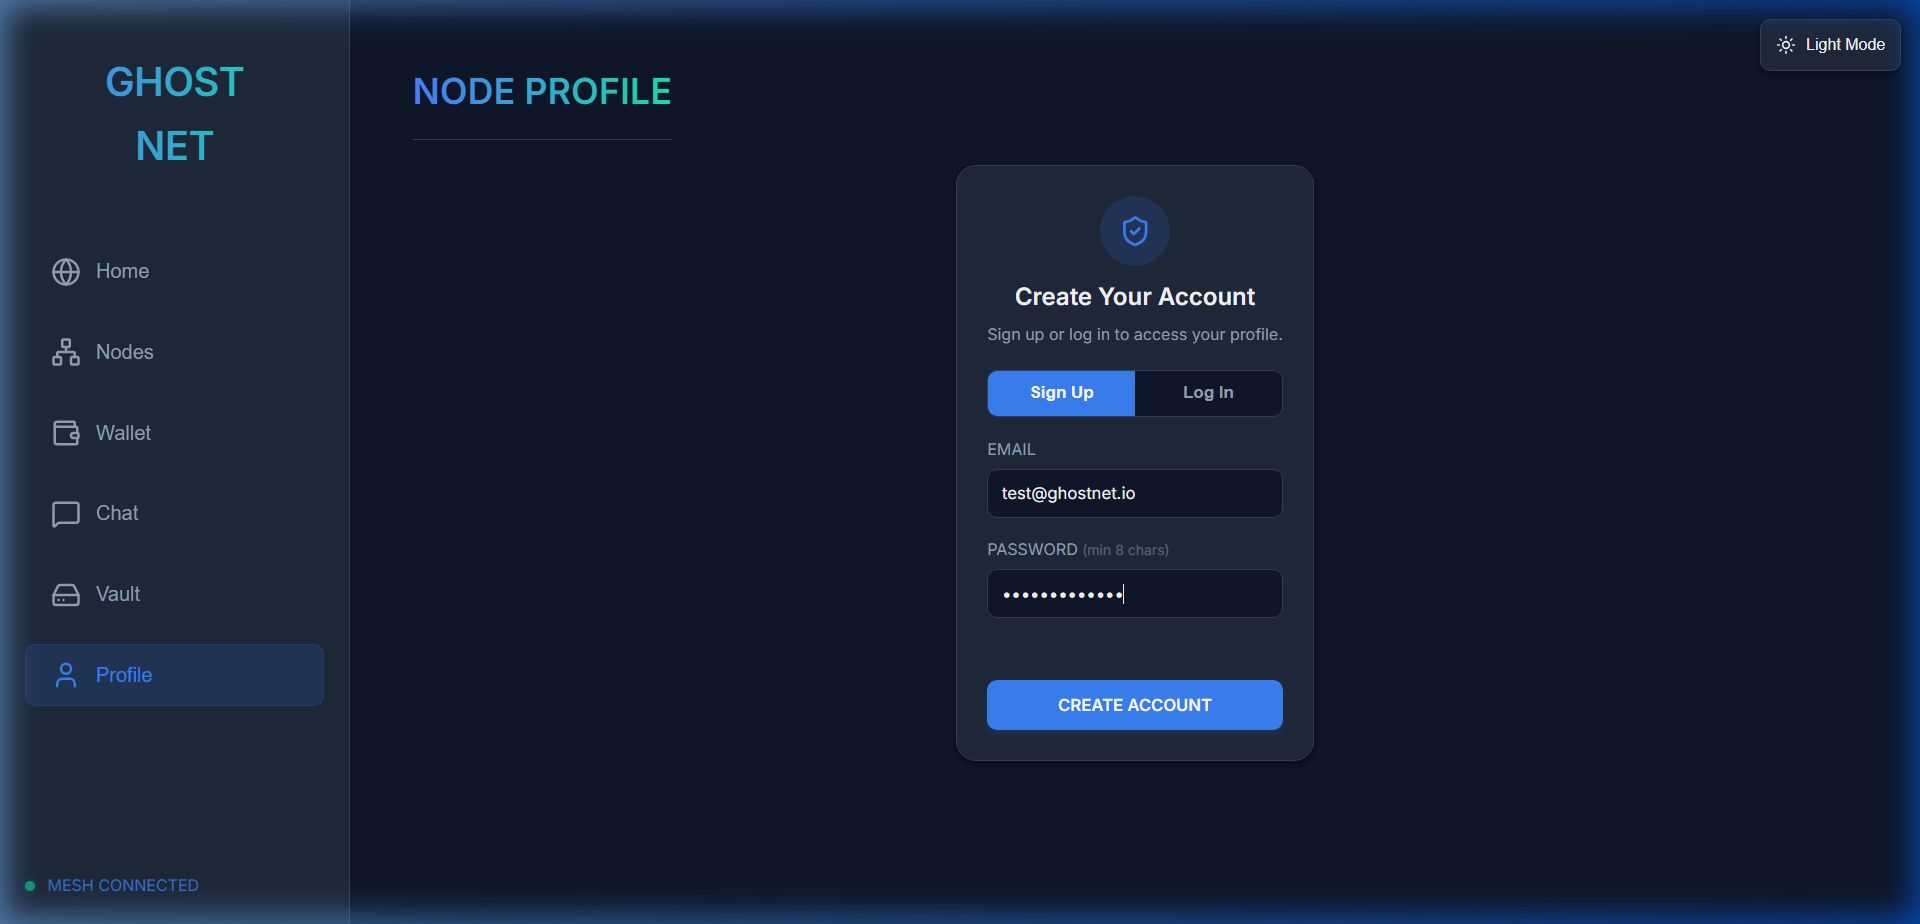 GHOST
NET
Home
Nodes
Wallet
Chat
Vault
Profile
MESH CONNECTED
Light Mode
NODE PROFILE
Create Your Account
Sign up or log in to access your profile.
Sign Up
Log In
EMAIL
test@ghostnet.io
PASSWORD (min 8 chars)
•••••••••••••
CREATE ACCOUNT